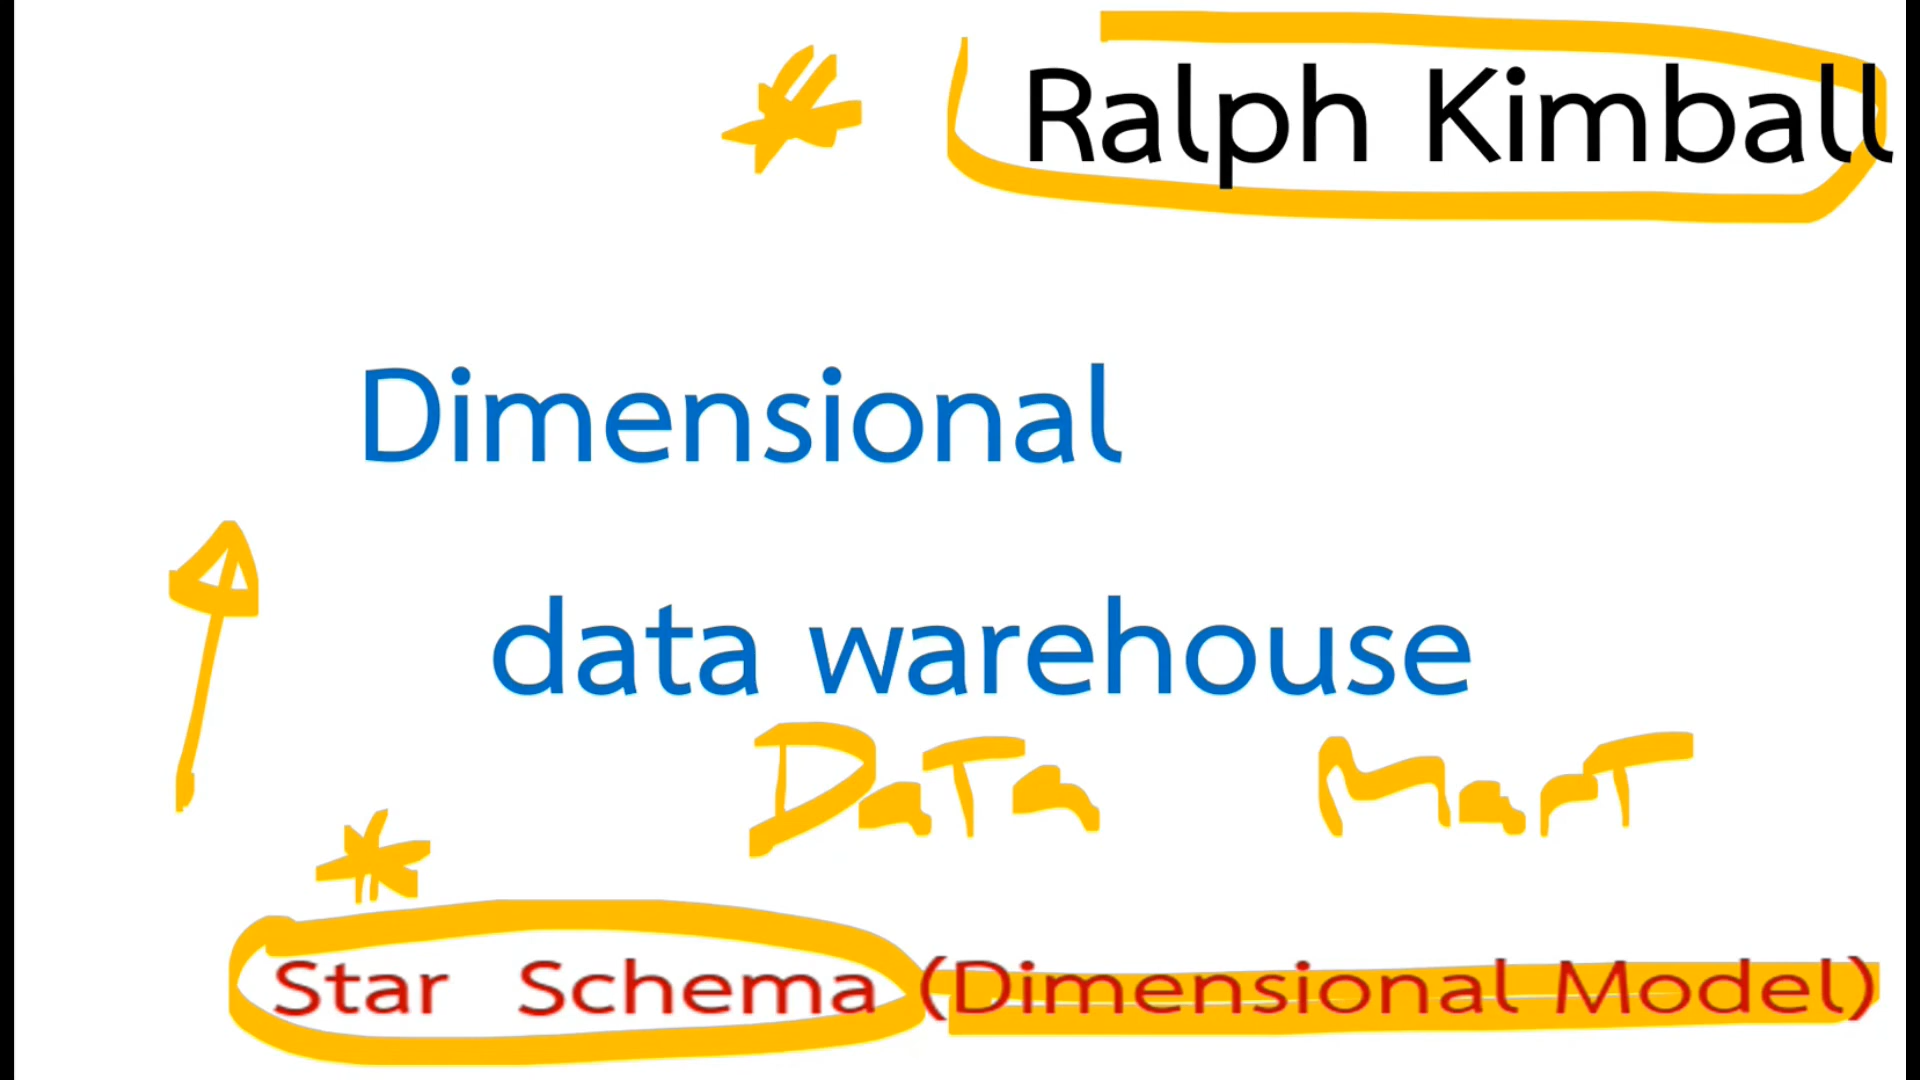 Ralph Kimball
Dimensional
data warehouse
DaTa MarT
Star Schema (Dimensional Model)